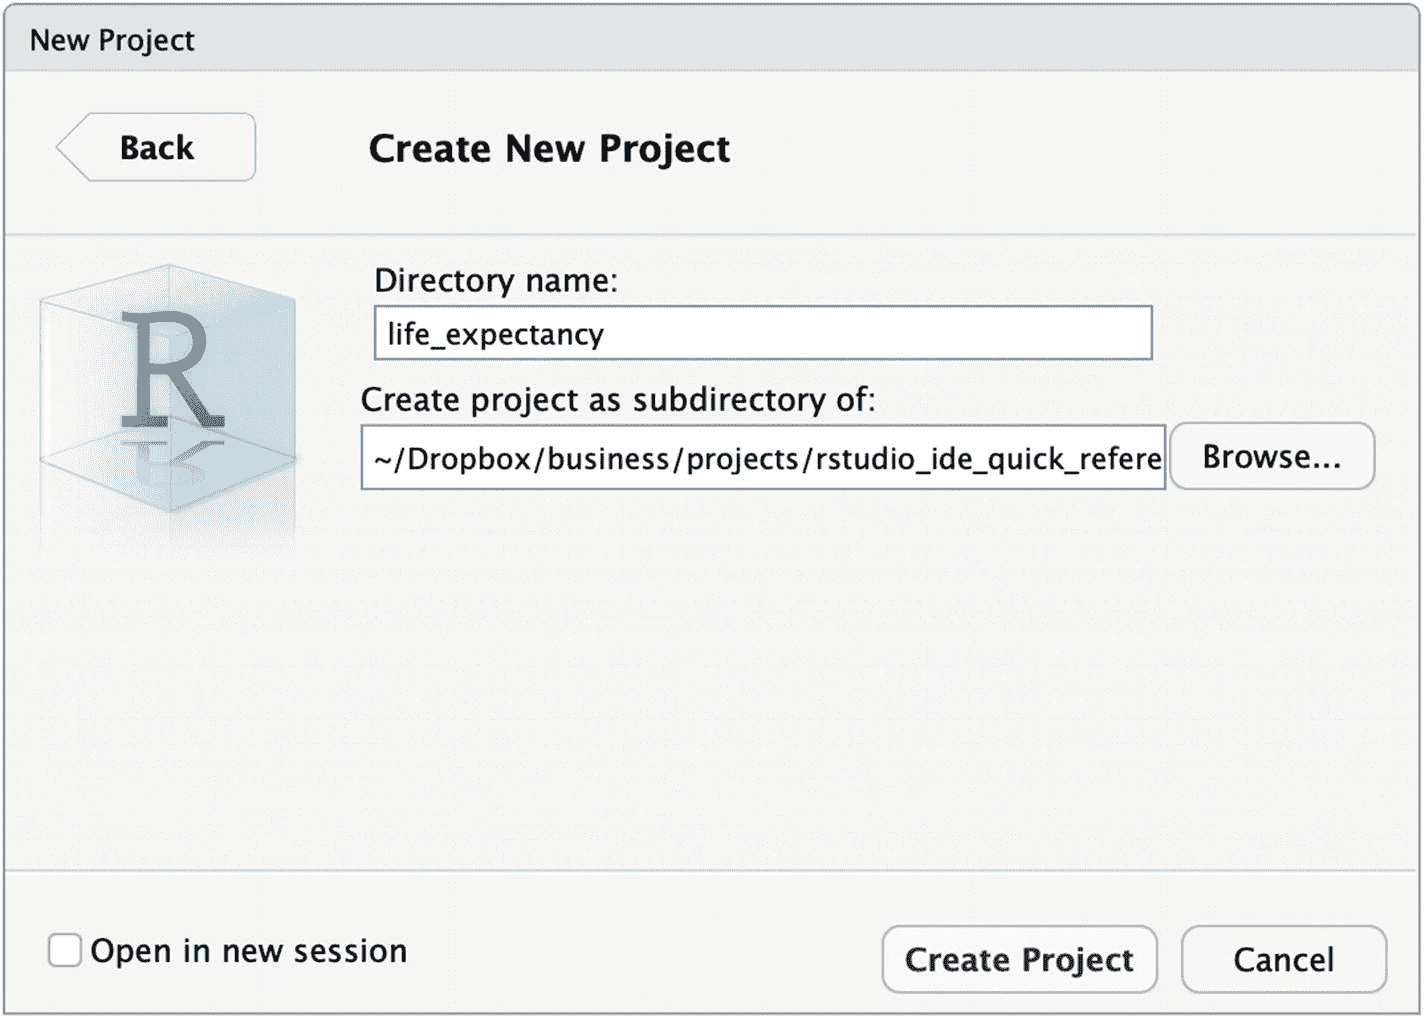 New Project
Back
Create New Project
R
Directory name:
life_expectancy
Create project as subdirectory of:
~/Dropbox/business/projects/rstudio_ide_quick_refere
Browse...
Open in new session
Create Project
Cancel